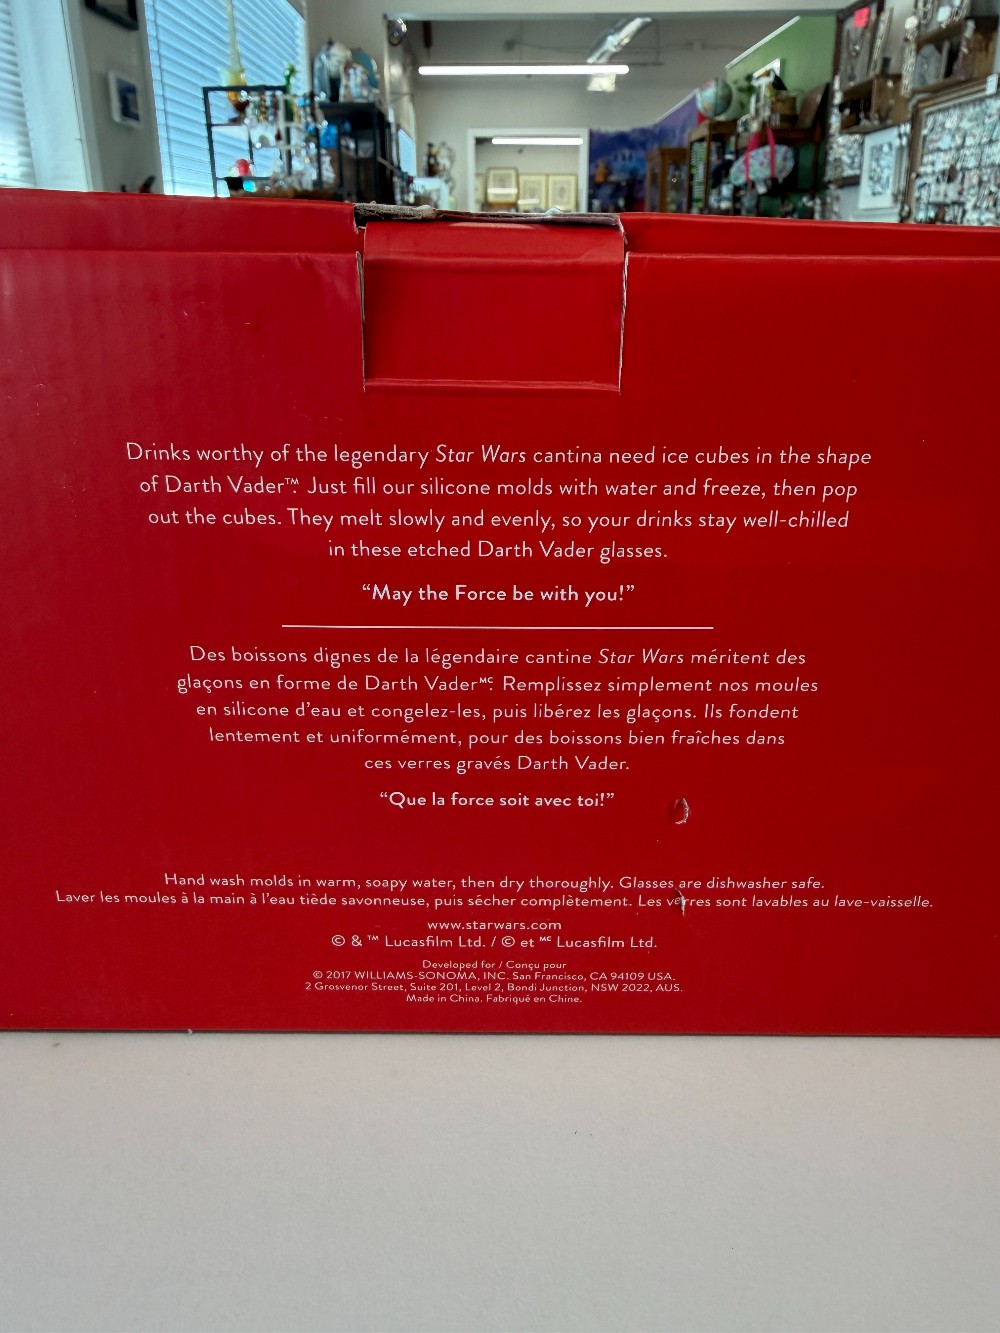 Drinks worthy of the legendary Star Wars cantina need ice cubes in the shape
of Darth Vader™. Just fill our silicone molds with water and freeze, then pop
out the cubes. They melt slowly and evenly, so your drinks stay well-chilled
in these etched Darth Vader glasses.
“May the Force be with you!”
Des boissons dignes de la légendaire cantine Star Wars méritent des
glaçons en forme de Darth Vaderᴹᶜ. Remplissez simplement nos moules
en silicone d’eau et congelez-les, puis libérez les glaçons. Ils fondent
lentement et uniformément, pour des boissons bien fraîches dans
ces verres gravés Darth Vader.
“Que la force soit avec toi!”
Hand wash molds in warm, soapy water, then dry thoroughly. Glasses are dishwasher safe.
Laver les moules à la main à l’eau tiède savonneuse, puis sécher complètement. Les verres sont lavables au lave-vaisselle.
www.starwars.com
© & ™ Lucasfilm Ltd. / © et ᴹᶜ Lucasfilm Ltd.
Developed for / Conçu pour
© 2017 WILLIAMS-SONOMA, INC. San Francisco, CA 94109 USA.
2 Grosvenor Street, Suite 201, Level 2, Bondi Junction, NSW 2022, AUS.
Made in China. Fabriqué en Chine.